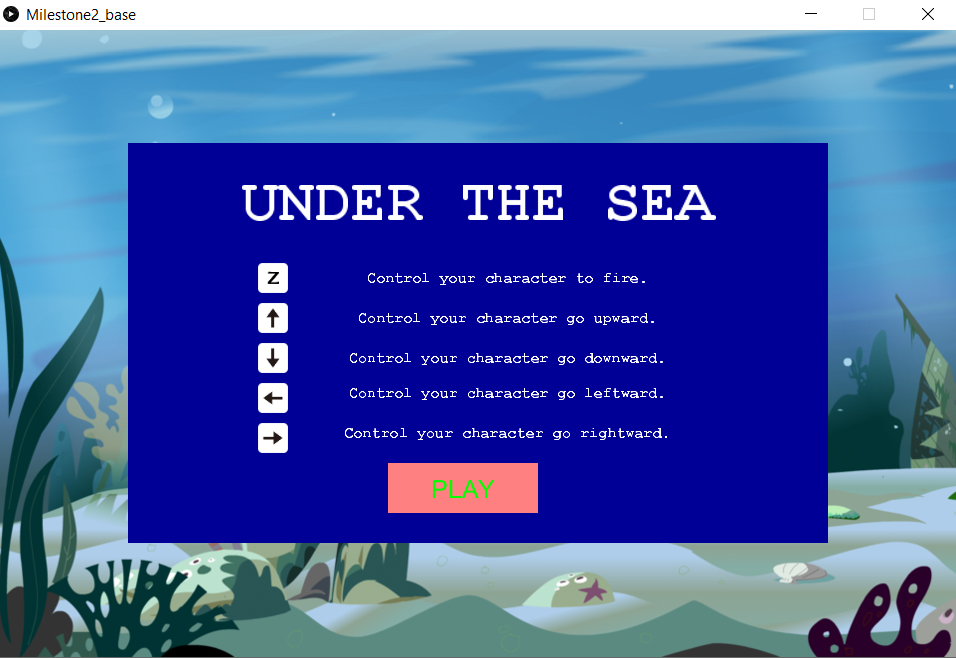 Milestone2_base
UNDER THE SEA
Z Control your character to fire.
↑ Control your character go upward.
↓ Control your character go downward.
← Control your character go leftward.
→ Control your character go rightward.
PLAY